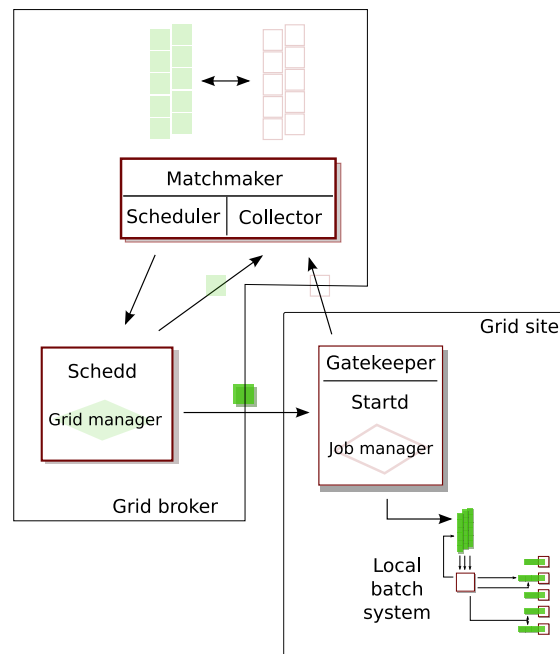 Matchmaker
Scheduler
Collector
Grid site
Schedd
Grid manager
Gatekeeper
Startd
Job manager
Grid broker
Local
batch
system